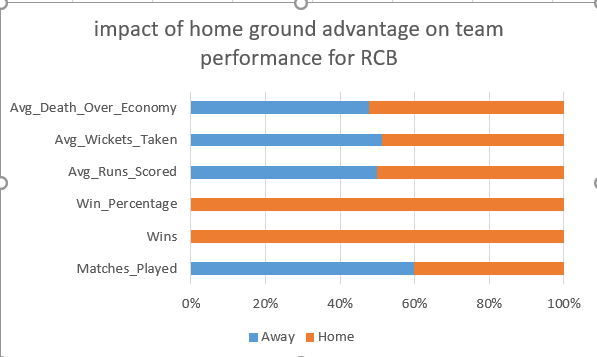 impact of home ground advantage on team
performance for RCB
Avg_Death_Over_Economy
Avg_Wickets_Taken
Avg_Runs_Scored
Win_Percentage
Wins
Matches_Played
0% 20% 40% 60% 80% 100%
Away Home